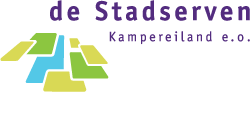 de Stadserven
Kampereiland e.o.